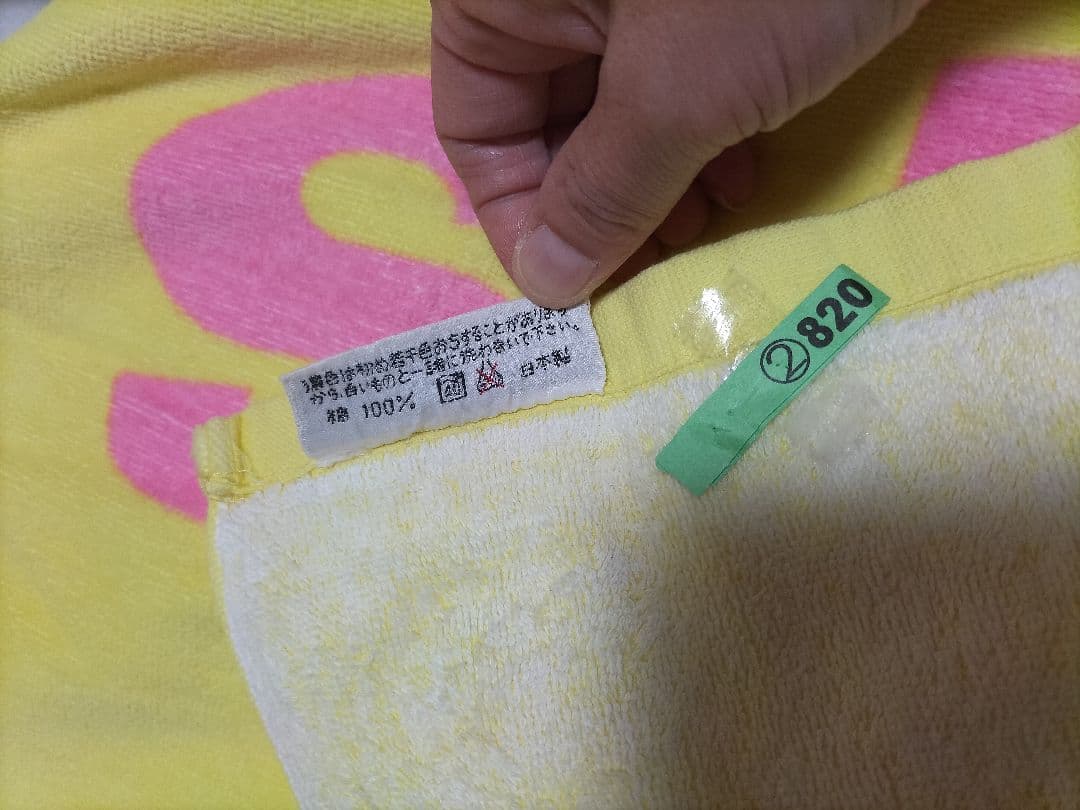 濃色は初め若干色おちすることがあります
から、白いものと一諸に洗わないで下さい。
綿 100% 日本製
②820
S